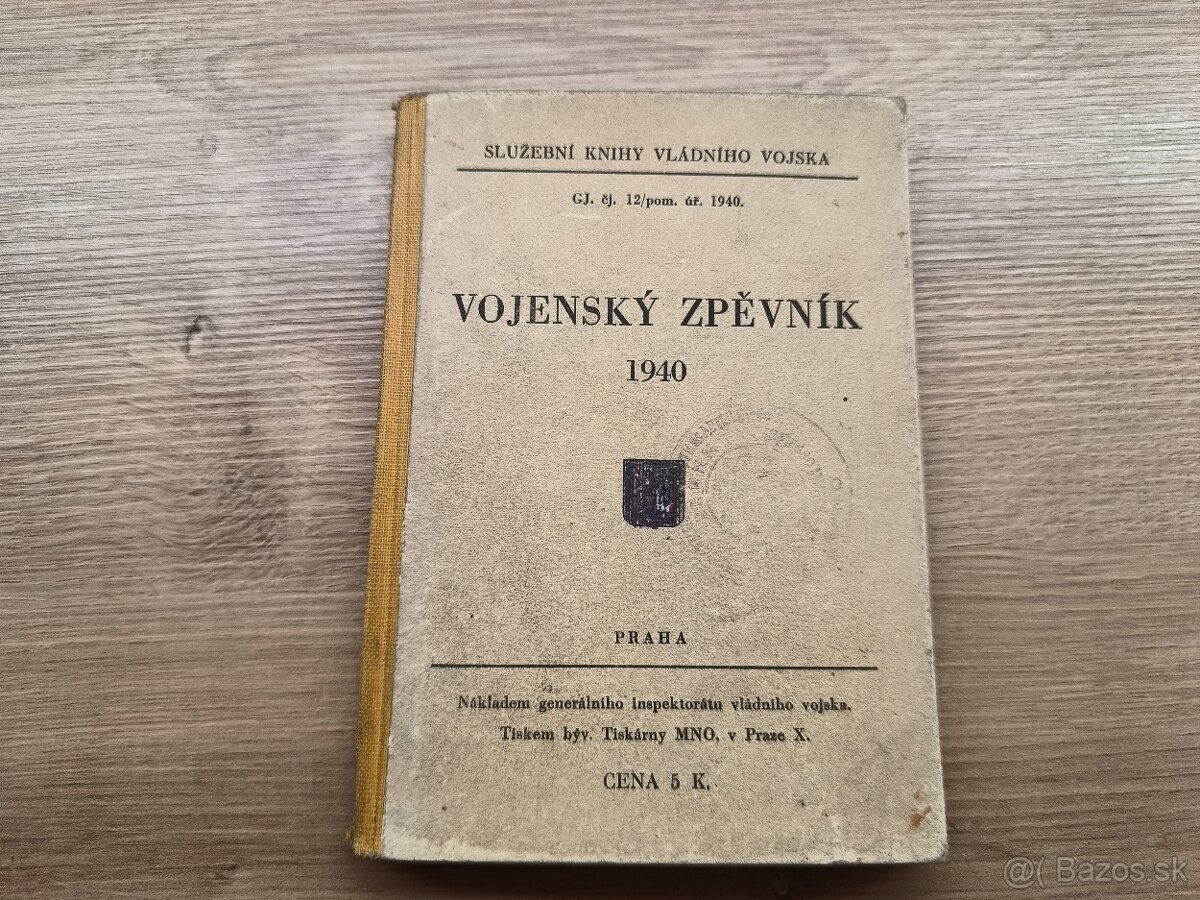 SLUŽEBNÍ KNIHY VLÁDNÍHO VOJSKA
GJ. čj. 12/pom. úř. 1940.
VOJENSKÝ ZPĚVNÍK
1940
PRAHA
Nákladem generálního inspektorátu vládního vojska.
Tiskem býv. Tiskárny MNO, v Praze X.
CENA 5 K.
@( Bazos.sk